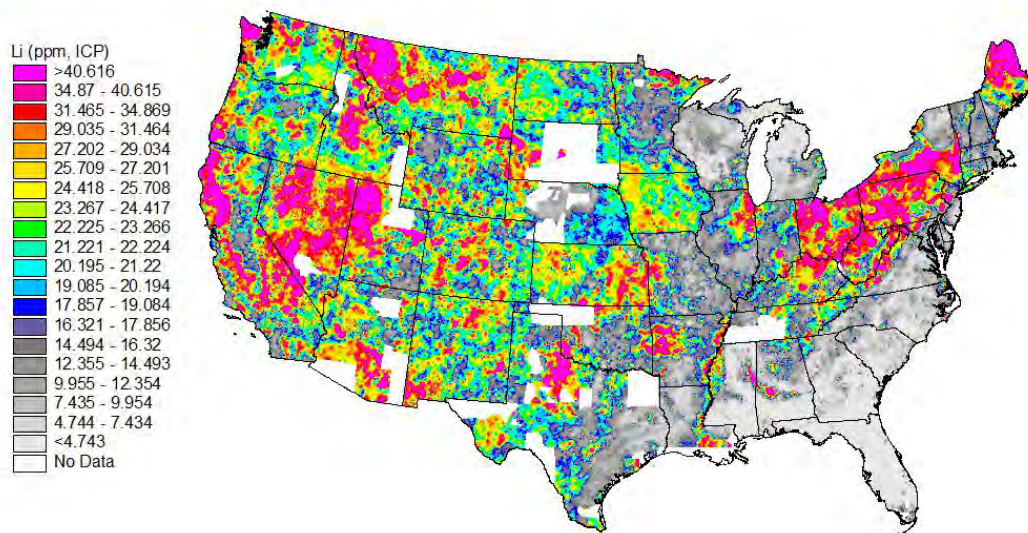 Li (ppm, ICP)
>40.616
34.87 - 40.615
31.465 - 34.869
29.035 - 31.464
27.202 - 29.034
25.709 - 27.201
24.418 - 25.708
23.267 - 24.417
22.225 - 23.266
21.221 - 22.224
20.195 - 21.22
19.085 - 20.194
17.857 - 19.084
16.321 - 17.856
14.494 - 16.32
12.355 - 14.493
9.955 - 12.354
7.435 - 9.954
4.744 - 7.434
<4.743
No Data